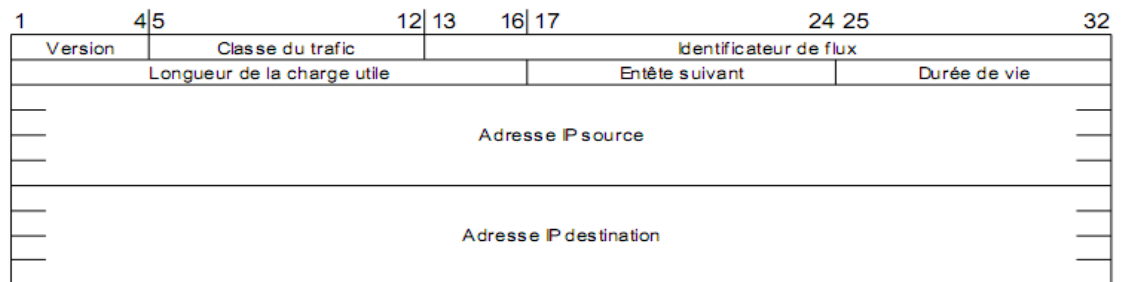 1 4 5 12 13 16 17 24 25 32
Version Classe du trafic Identificateur de flux
Longueur de la charge utile Entête suivant Durée de vie
Adresse IP source
Adresse IP destination